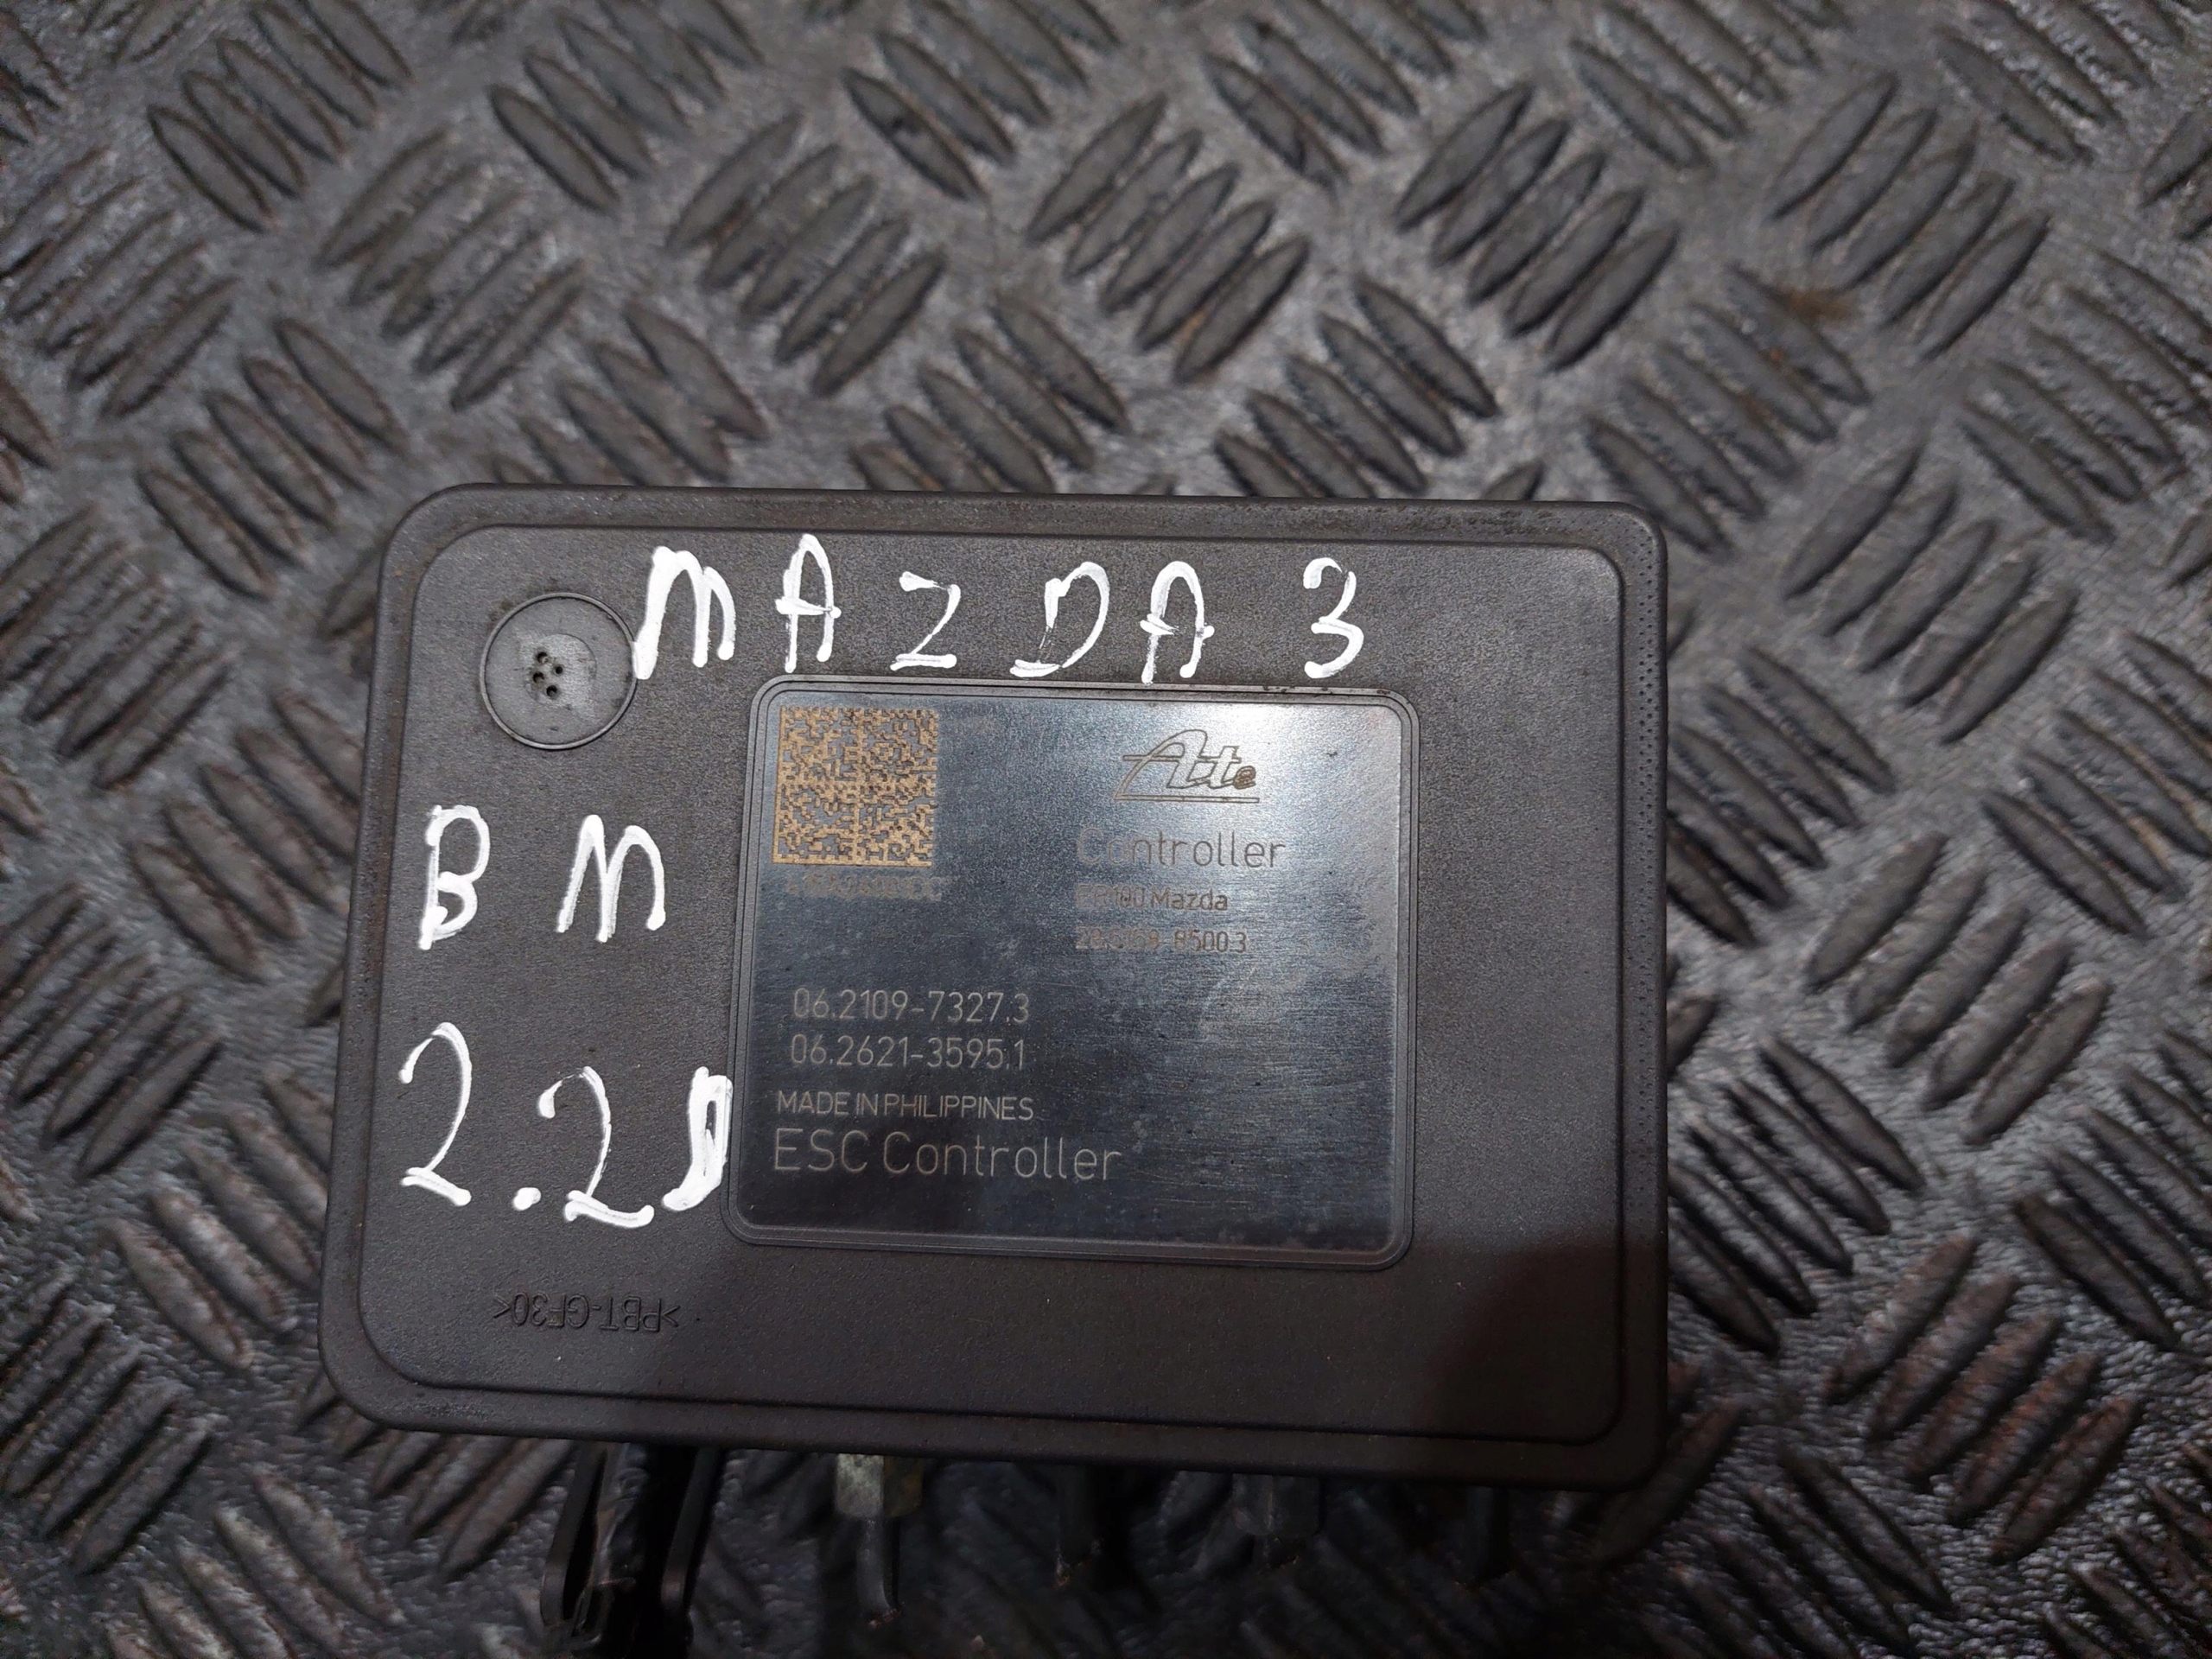 MAZDA 3
Ate
BM
Controller
Mazda
06.2109-7327.3
06.2621-3595.1
2.2D
MADE IN PHILIPPINES
ESC Controller
>PBT-GF30<